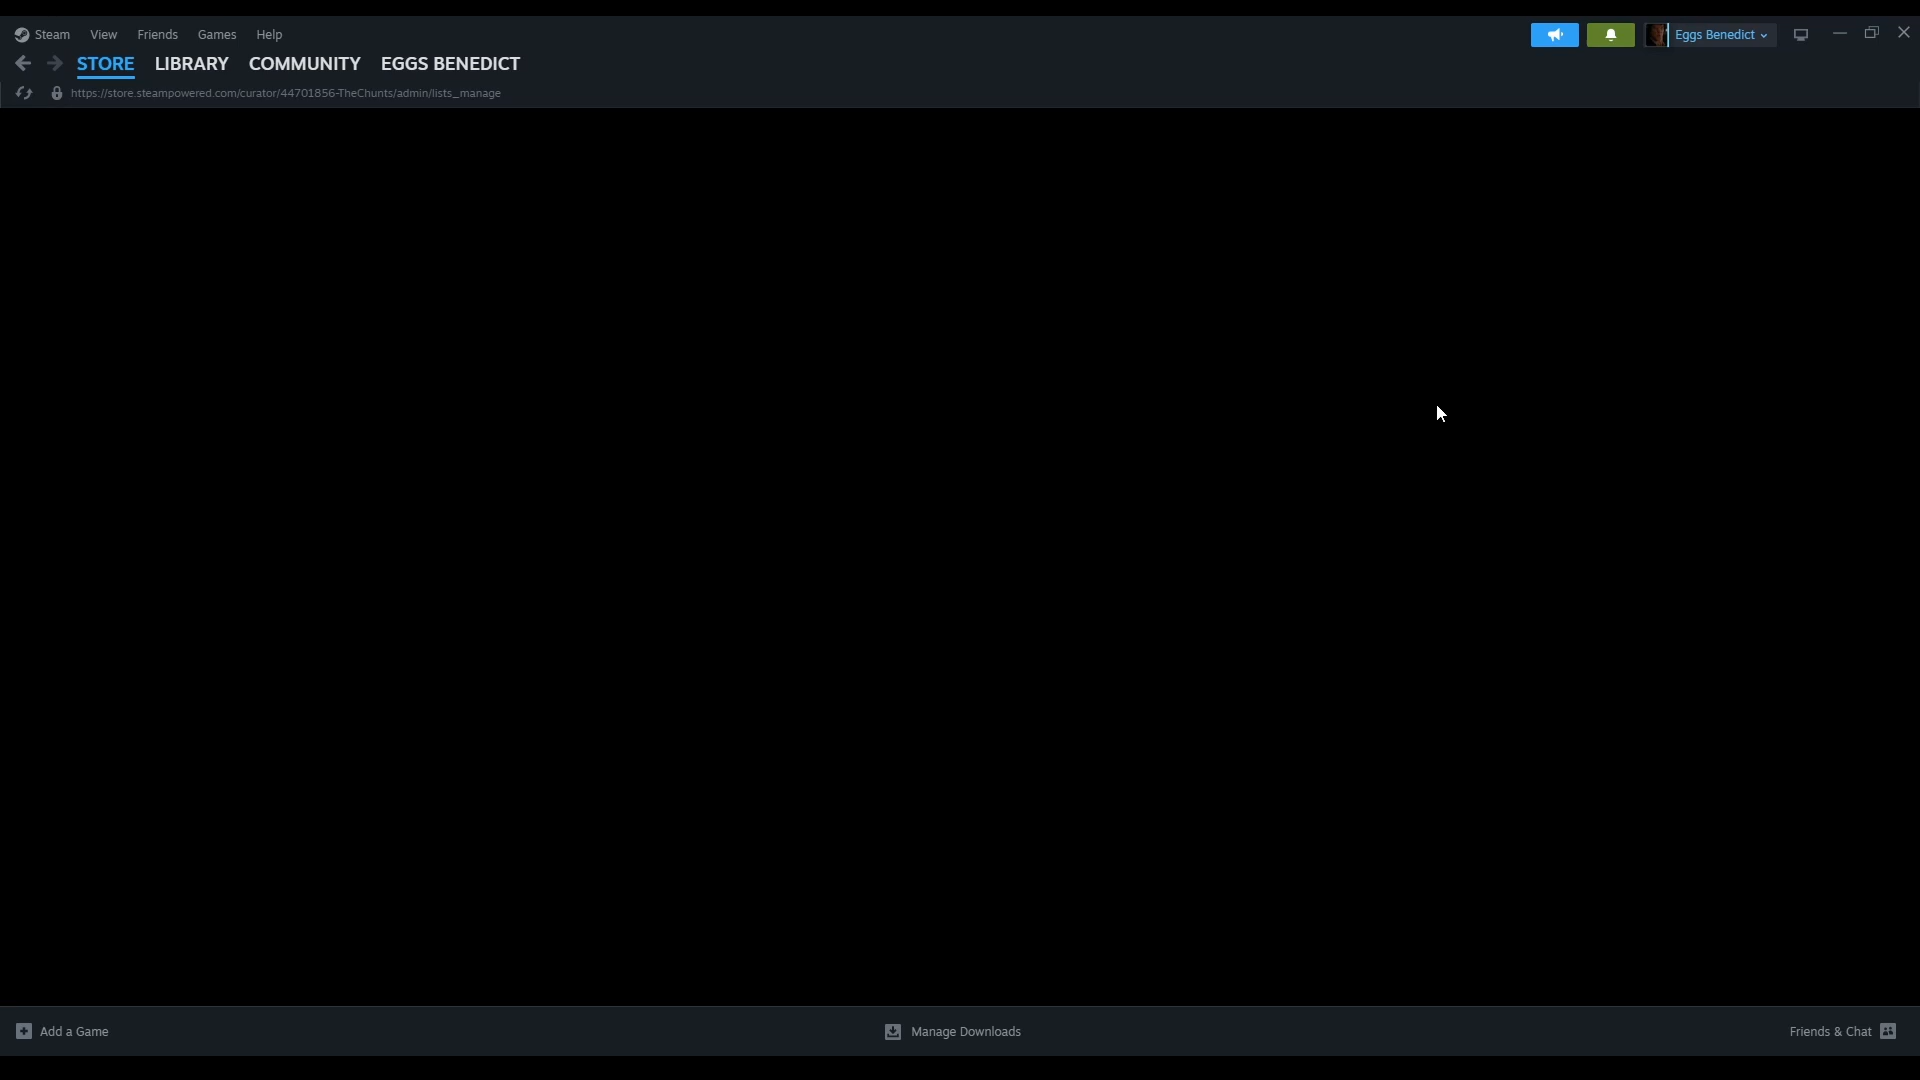 Steam View Friends Games Help Eggs Benedict
STORE LIBRARY COMMUNITY EGGS BENEDICT
https://store.steampowered.com/curator/44701856-TheChunts/admin/lists_manage
Add a Game Manage Downloads Friends & Chat